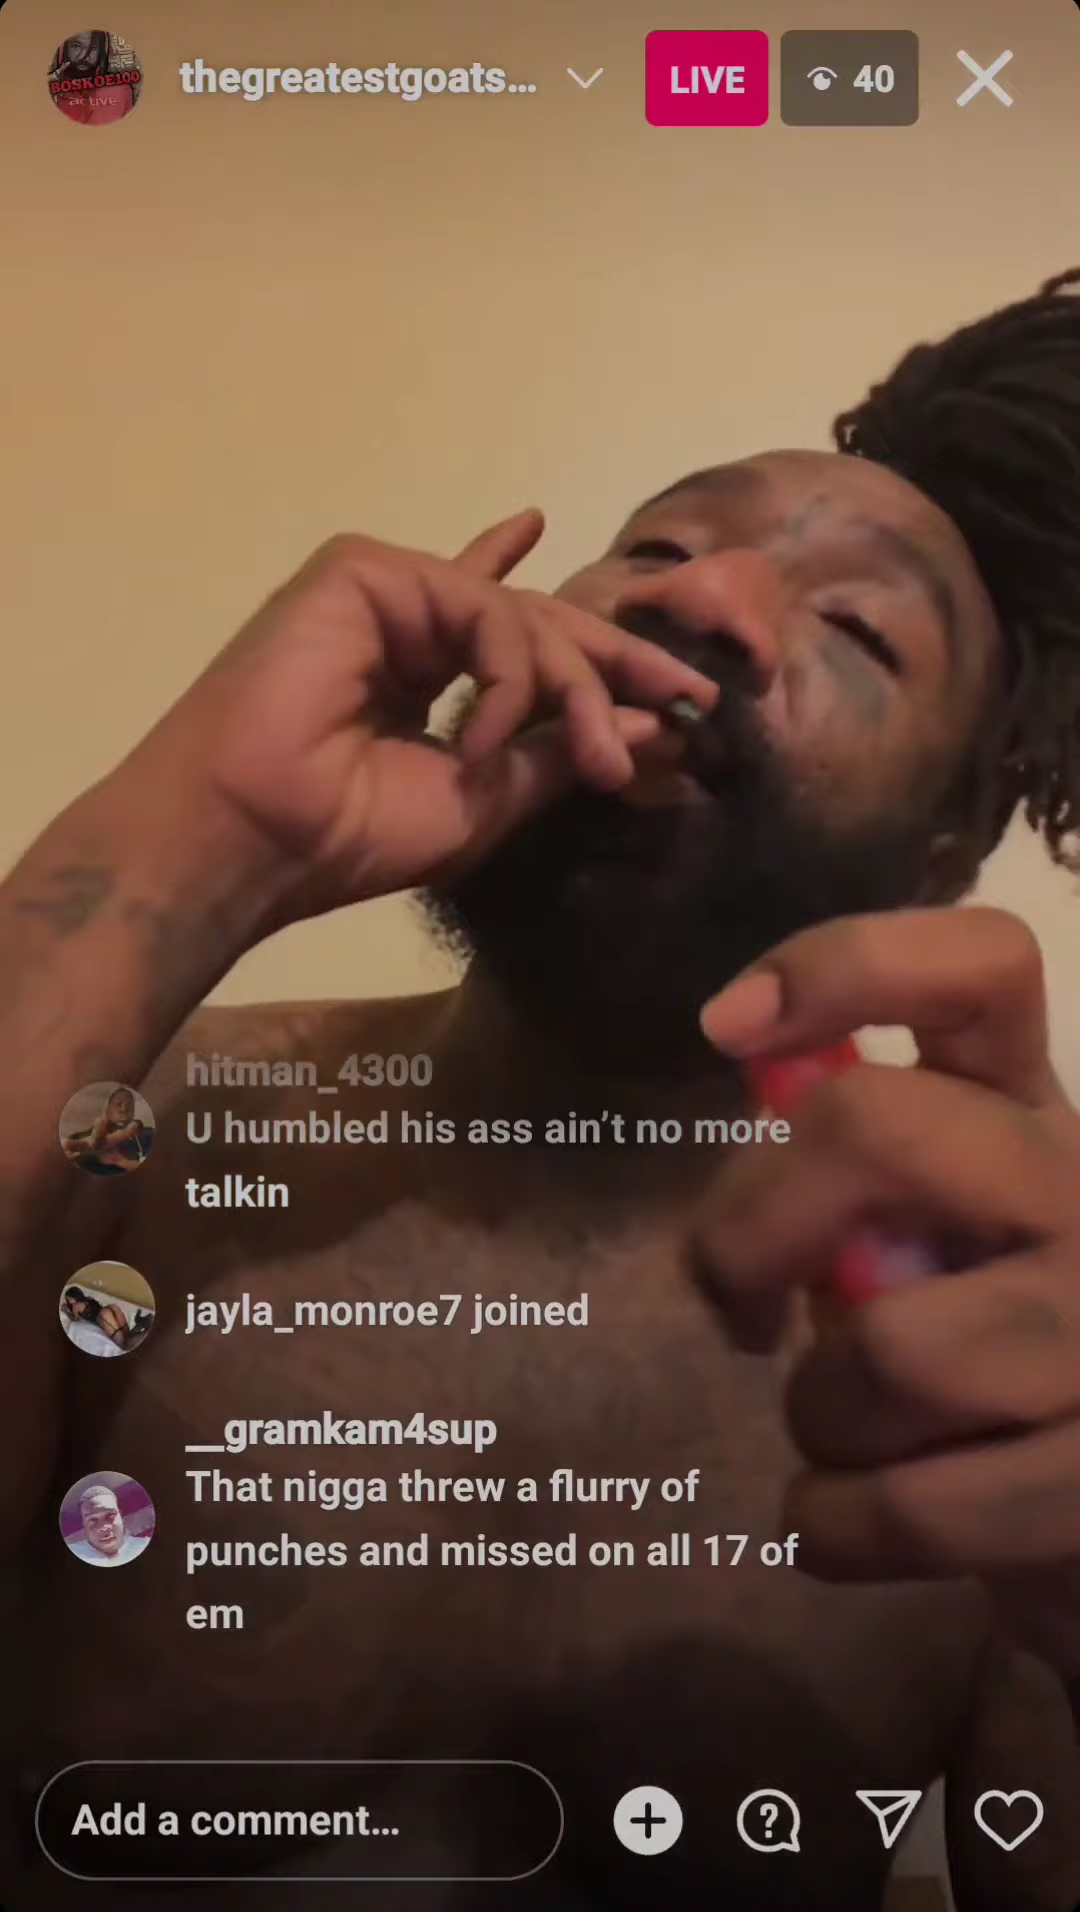 BOSKOE100
active
thegreatestgoats...
LIVE
40
hitman_4300
U humbled his ass ain’t no more
talkin
jayla_monroe7 joined
__gramkam4sup
That nigga threw a flurry of
punches and missed on all 17 of
em
Add a comment...